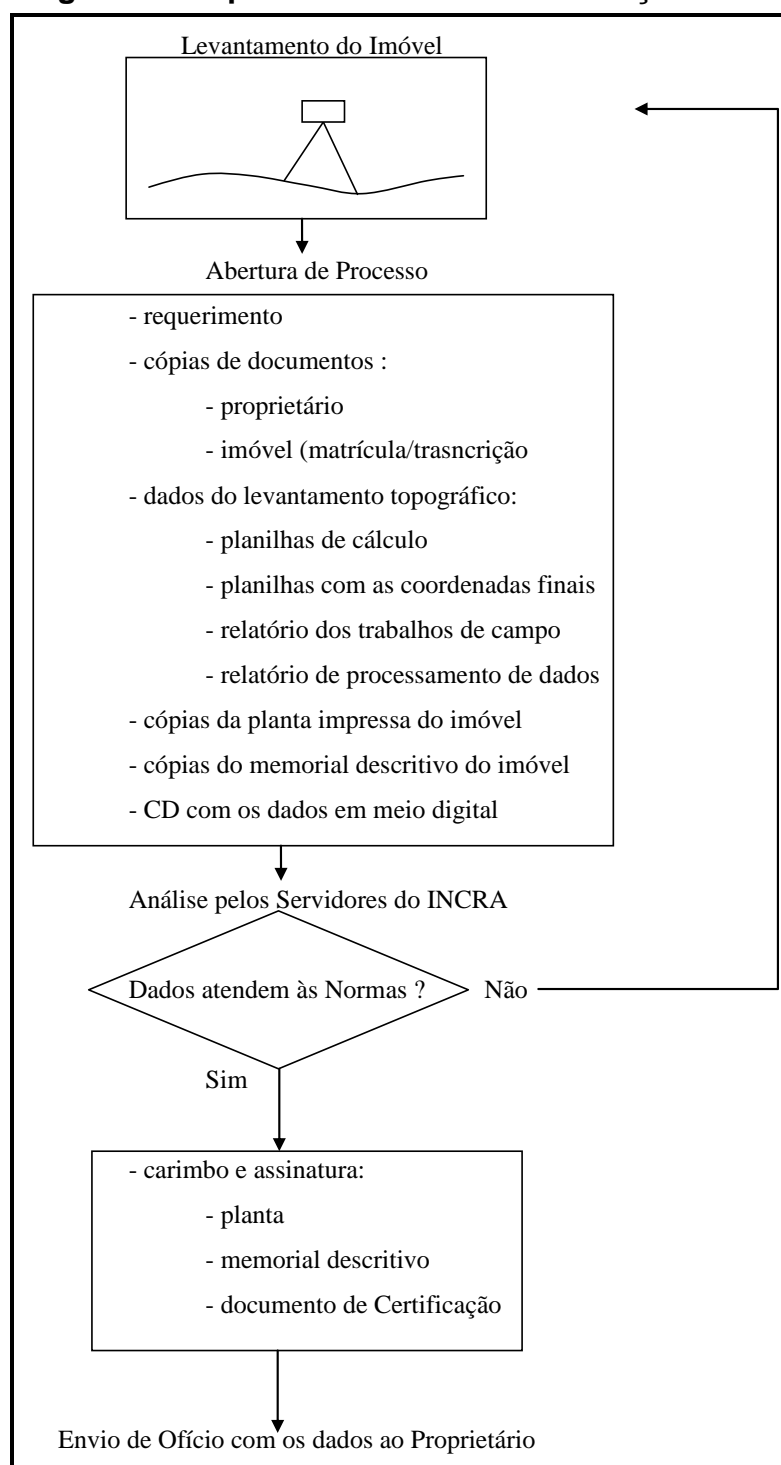 Levantamento do Imóvel
Abertura de Processo
- requerimento
- cópias de documentos :
- proprietário
- imóvel (matrícula/trasncrição
- dados do levantamento topográfico:
- planilhas de cálculo
- planilhas com as coordenadas finais
- relatório dos trabalhos de campo
- relatório de processamento de dados
- cópias da planta impressa do imóvel
- cópias do memorial descritivo do imóvel
- CD com os dados em meio digital
Análise pelos Servidores do INCRA
Dados atendem às Normas ? Não
Sim
- carimbo e assinatura:
- planta
- memorial descritivo
- documento de Certificação
Envio de Ofício com os dados ao Proprietário